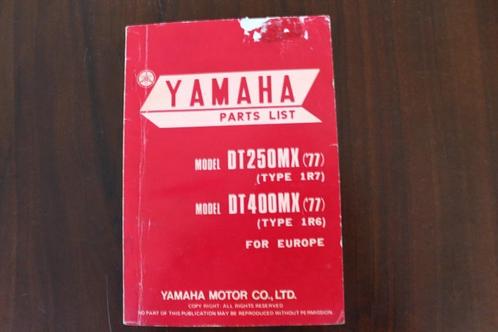 YAMAHA
PARTS LIST
MODEL DT250MX ('77)
(TYPE 1R7)
MODEL DT400MX ('77)
(TYPE 1R6)
FOR EUROPE
YAMAHA MOTOR CO., LTD.
COPY RIGHT: ALL RIGHTS RESERVED
NO PART OF THIS PUBLICATION MAY BE REPRODUCED WITHOUT PERMISSION.